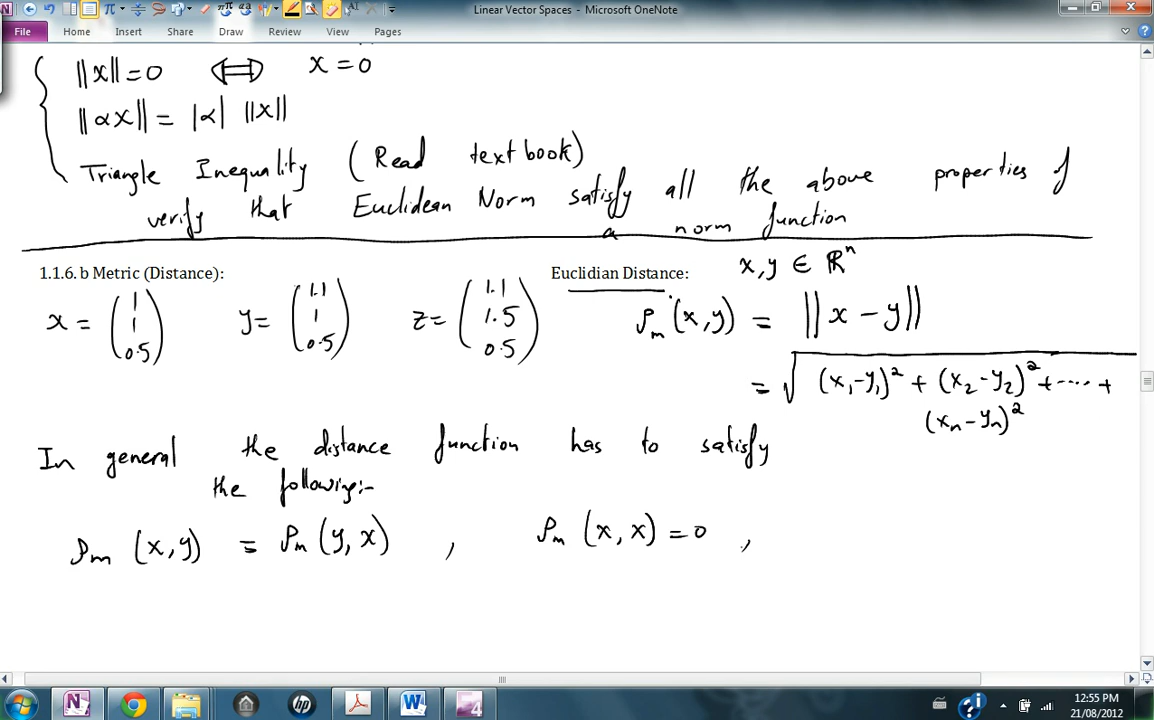 Linear Vector Spaces - Microsoft OneNote
File Home Insert Share Draw Review View Pages
||x|| = 0 ⟺ x = 0
||αx|| = |α| ||x||
Triangle Inequality (Read textbook)
verify that Euclidean Norm satisfy all the above properties of
a norm function
1.1.6. b Metric (Distance): Euclidian Distance: x, y ∈ ℝⁿ
x = (1 1 0.5) y = (1.1 1 0.5) z = (1.1 1.5 0.5) ρm (x,y) = ||x - y||
= √(x₁-y₁)² + (x₂-y₂)² + .... +
(xn-yn)²
In general the distance function has to satisfy
the following:-
ρm (x,y) = ρm (y,x) , ρm (x,x) = 0 ,
12:55 PM
21/08/2012